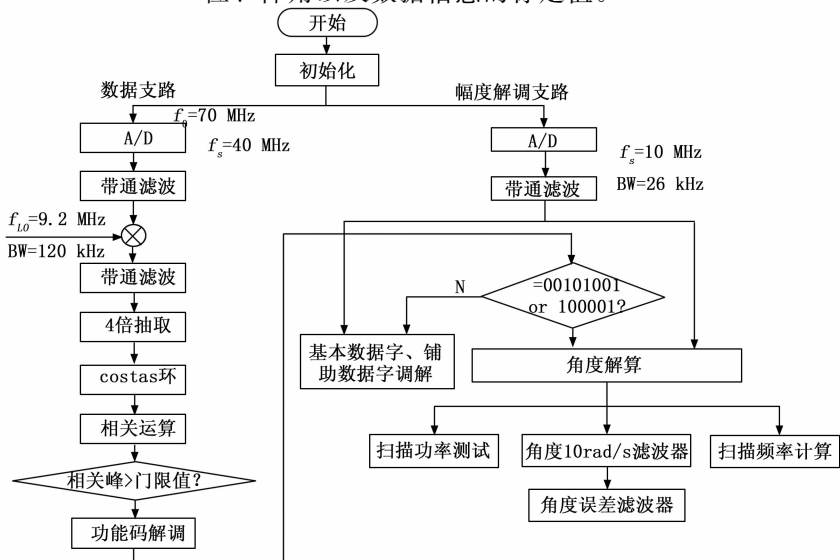 开始
初始化
数据支路
幅度解调支路
f₀=70 MHz
A/D
fₛ=40 MHz
A/D
fₛ=10 MHz
带通滤波
带通滤波
BW=26 kHz
f_LO=9.2 MHz
BW=120 kHz
带通滤波
N
=00101001
or 100001?
4倍抽取
基本数据字、铺
助数据字调解
角度解算
costas环
相关运算
扫描功率测试
角度10rad/s滤波器
扫描频率计算
相关峰>门限值?
角度误差滤波器
功能码解调